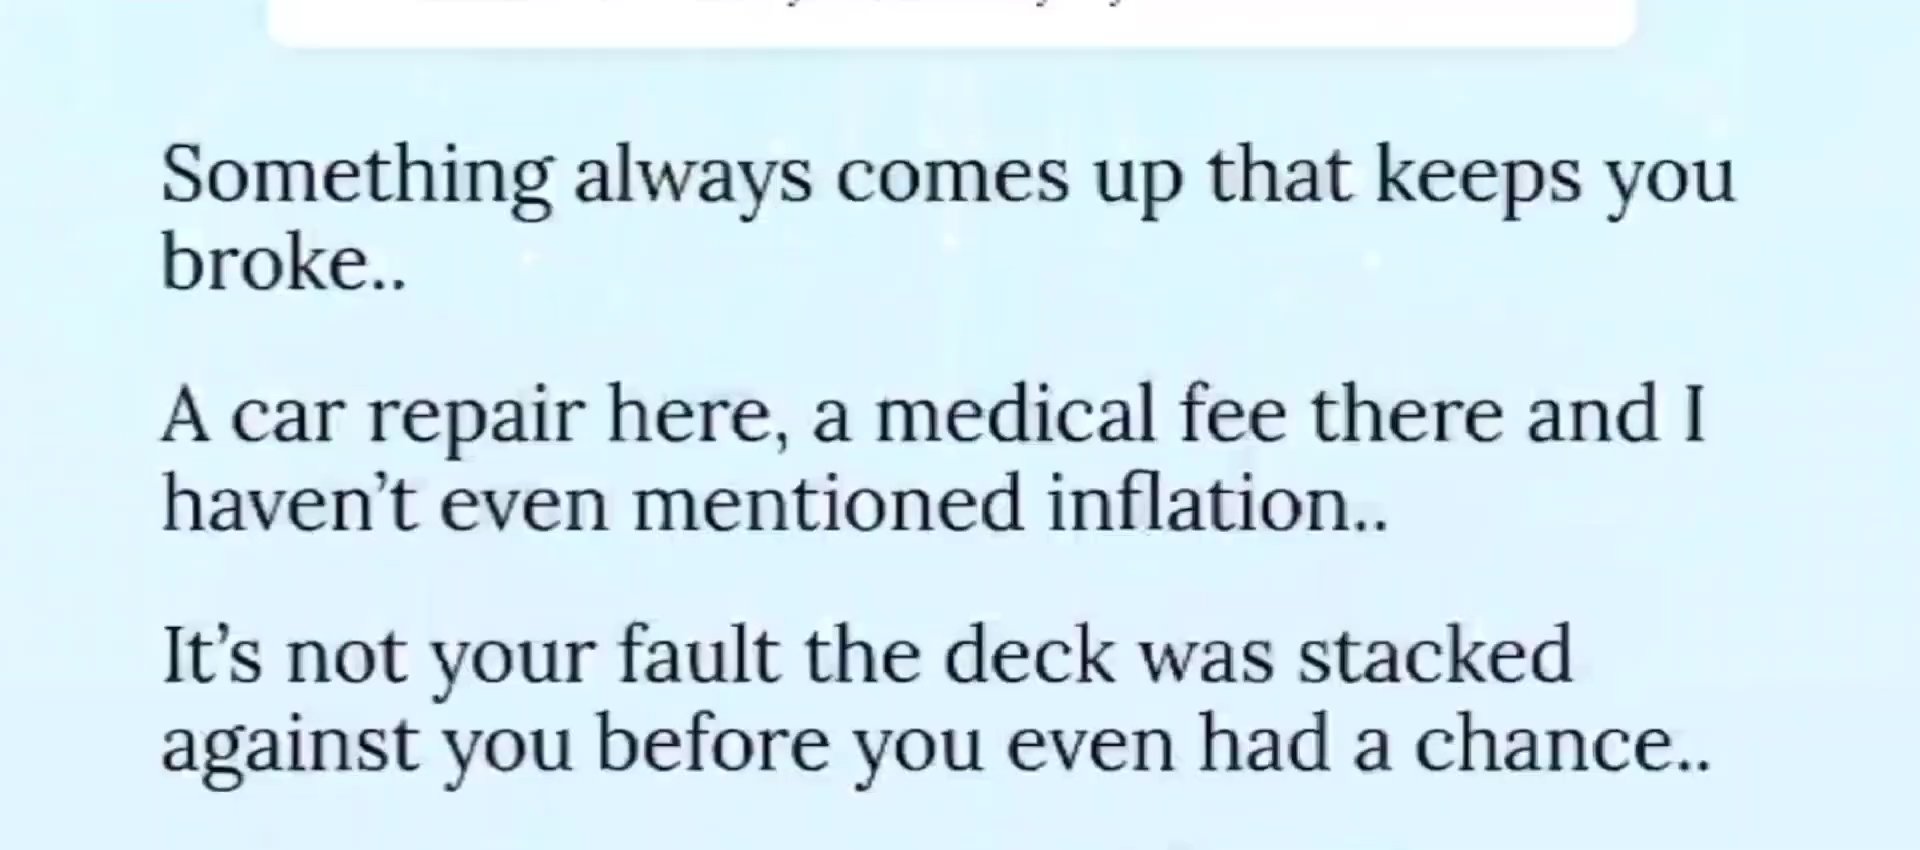 Something always comes up that keeps you
broke..
A car repair here, a medical fee there and I
haven’t even mentioned inflation..
It’s not your fault the deck was stacked
against you before you even had a chance..